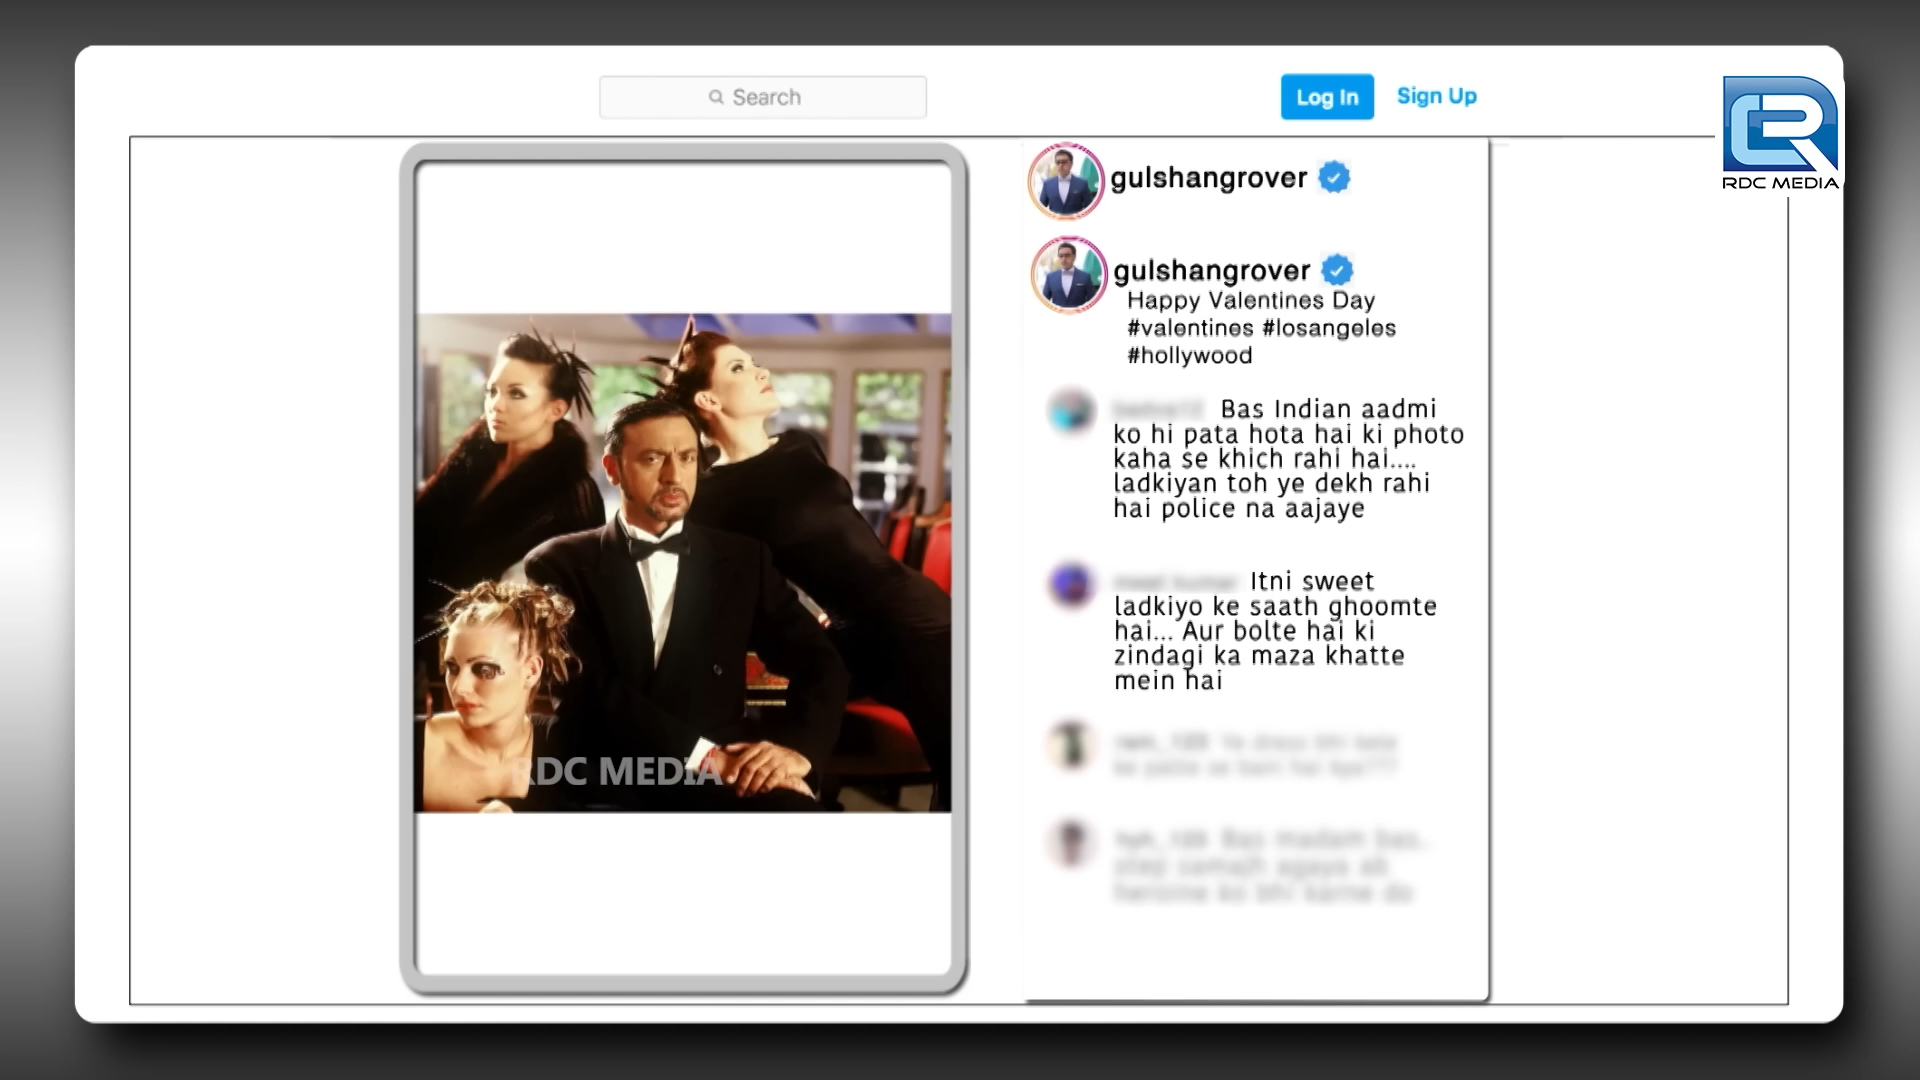 Search
Log In
Sign Up
RDC MEDIA
gulshangrover
gulshangrover
Happy Valentines Day
#valentines #losangeles
#hollywood
Bas Indian aadmi
ko hi pata hota hai ki photo
kaha se khich rahi hai....
ladkiyan toh ye dekh rahi
hai police na aajaye
Itni sweet
ladkiyo ke saath ghoomte
hai... Aur bolte hai ki
zindagi ka maza khatte
mein hai
RDC MEDIA